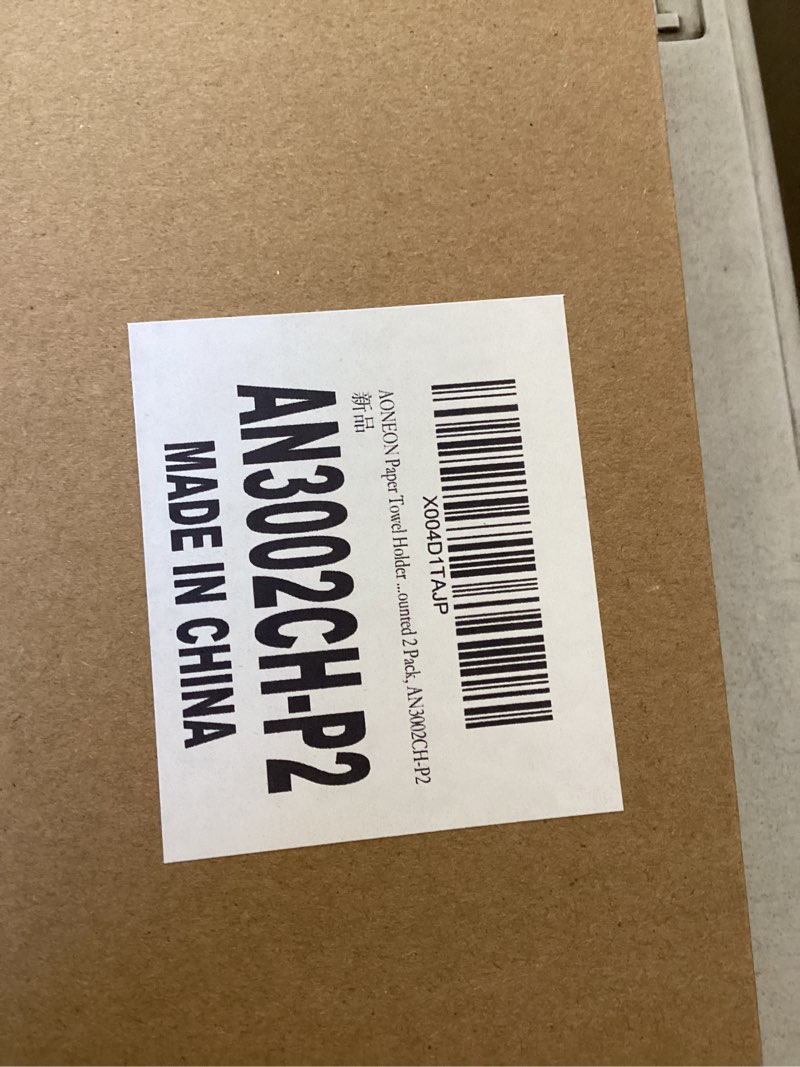 X004D1TAJP
AONEON Paper Towel Holder ...ounted 2 Pack, AN3002CH-P2
新品
AN3002CH-P2
MADE IN CHINA